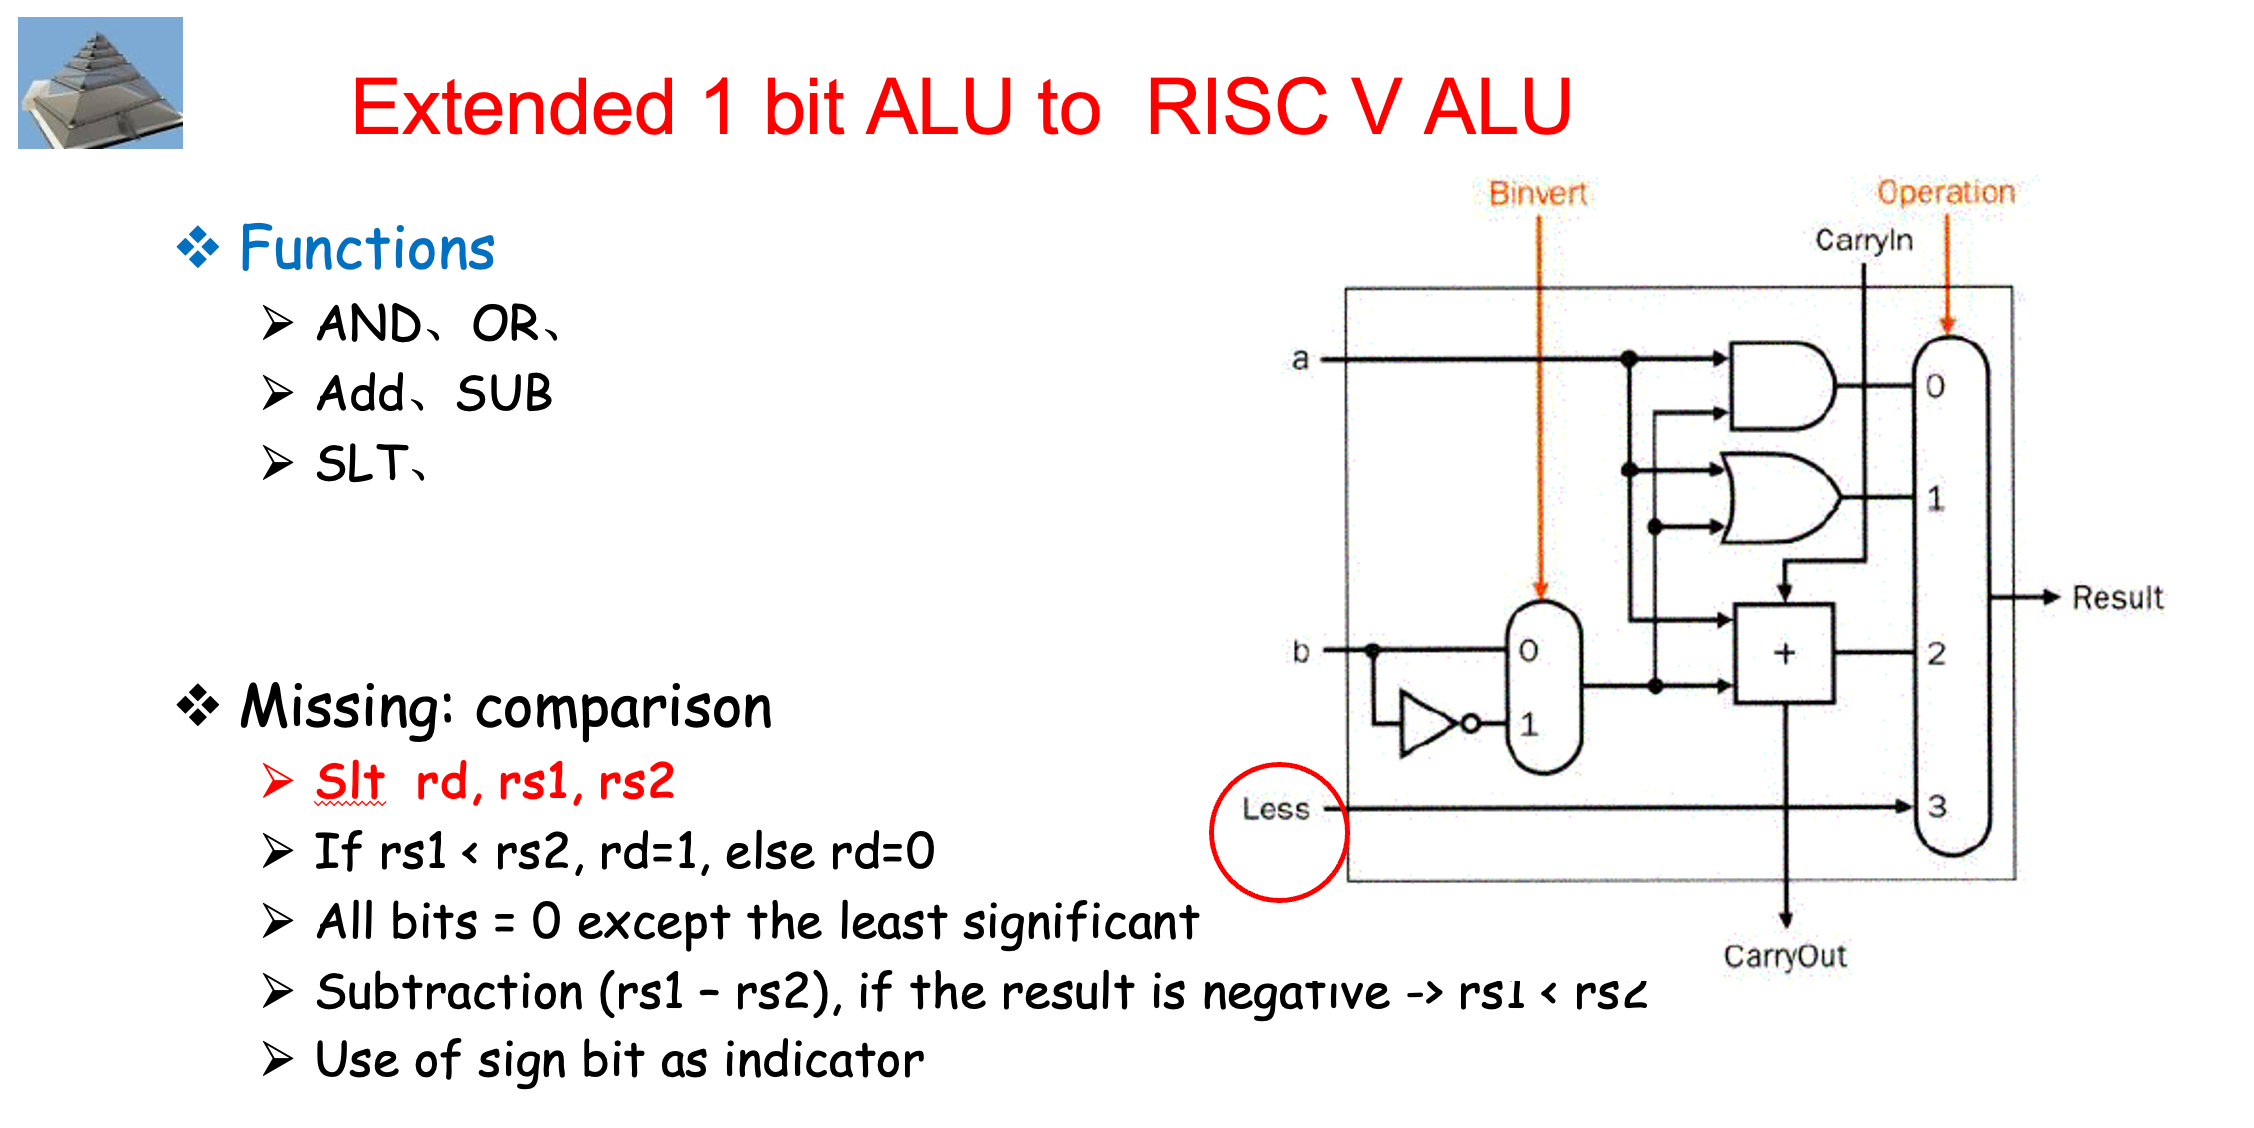 Extended 1 bit ALU to RISC V ALU
Functions
AND、OR、
Add、SUB
SLT、
Missing: comparison
Slt rd, rs1, rs2
If rs1 < rs2, rd=1, else rd=0
All bits = 0 except the least significant
Subtraction (rs1 – rs2), if the result is negative -> rs1 < rs2
Use of sign bit as indicator
Binvert
Operation
CarryIn
a
0
1
b
0
+
2
Result
1
Less
3
CarryOut